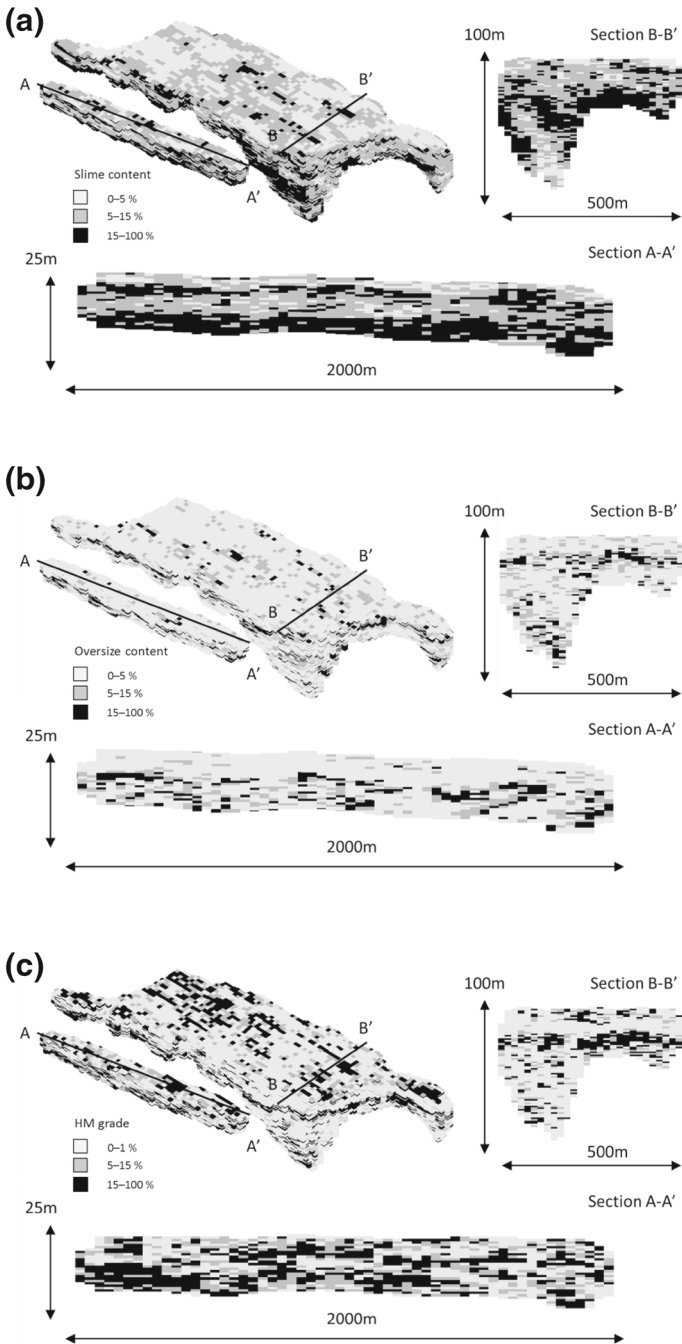 (a)
100m
Section B-B’
A
B’
B
A’
Slime content
0–5 %
5–15 %
15–100 %
500m
25m
Section A-A’
2000m
(b)
100m
Section B-B’
A
B’
B
A’
Oversize content
0–5 %
5–15 %
15–100 %
500m
25m
Section A-A’
2000m
(c)
100m
Section B-B’
A
B’
B
A’
HM grade
0–1 %
5–15 %
15–100 %
500m
25m
Section A-A’
2000m